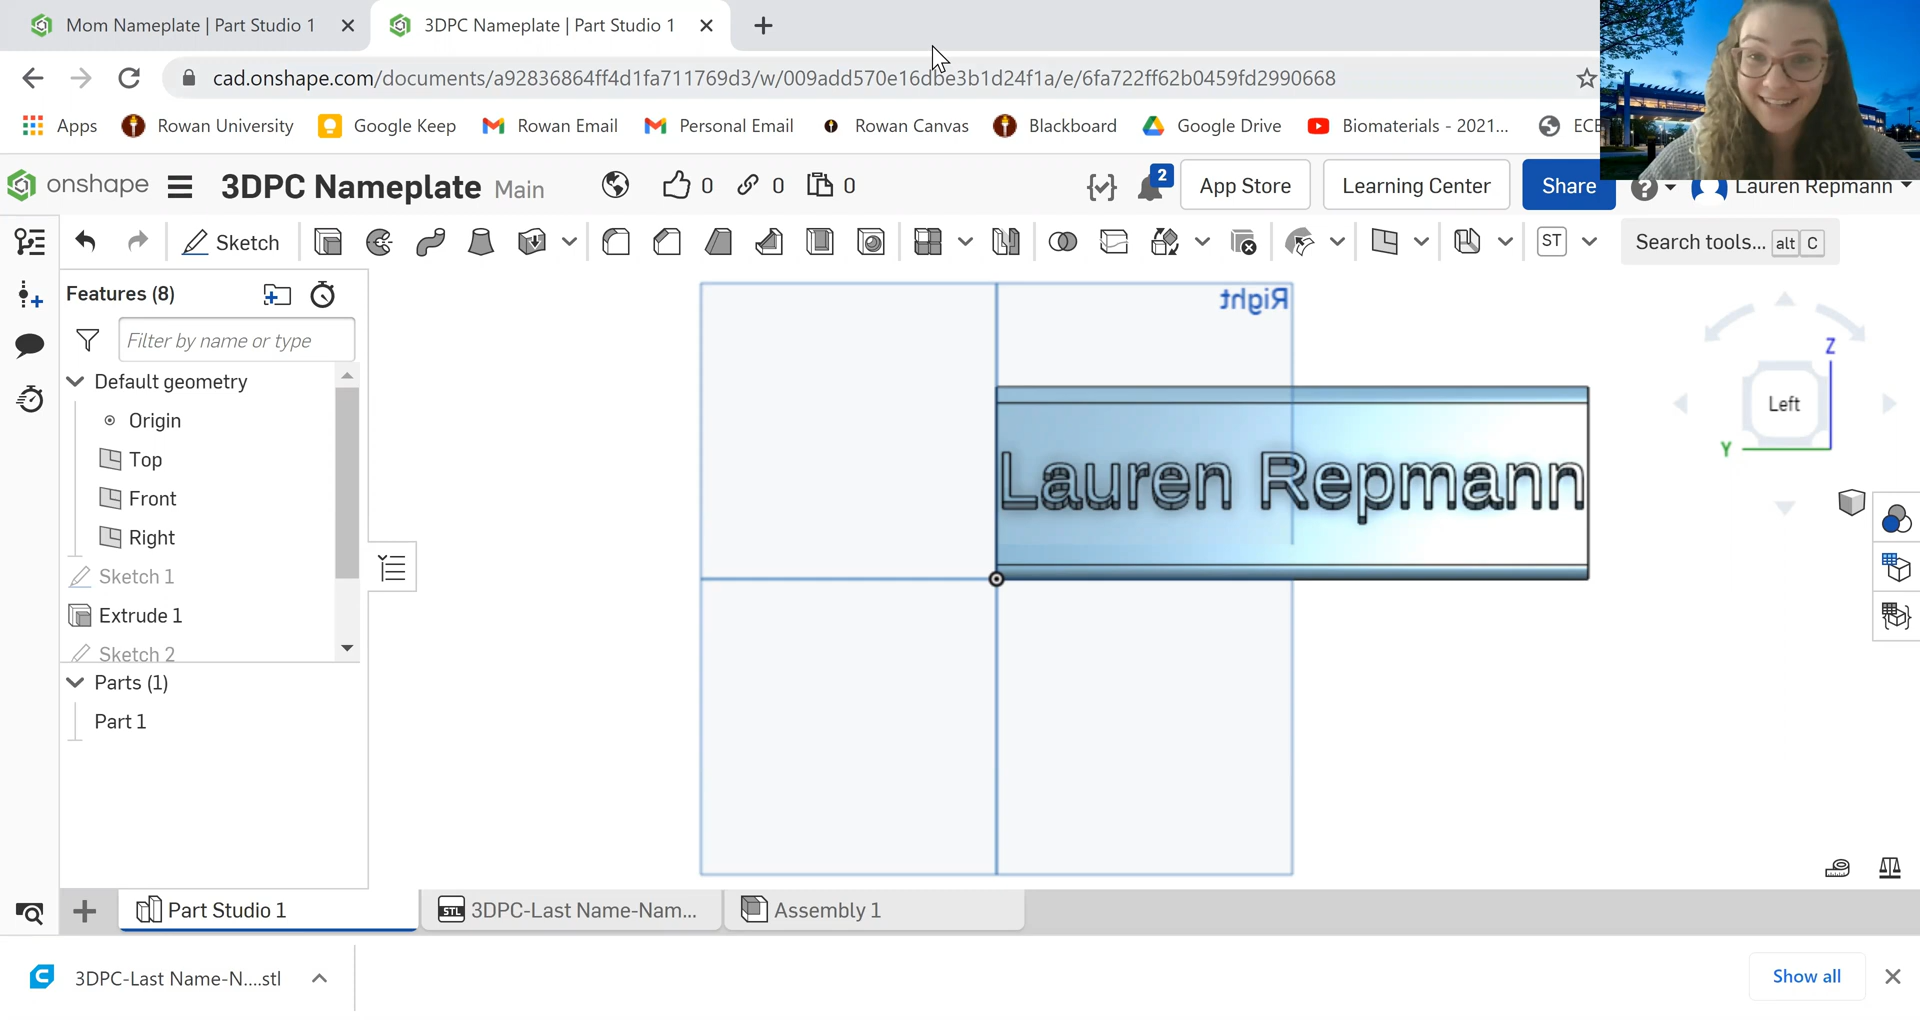 Mom Nameplate | Part Studio 1
3DPC Nameplate | Part Studio 1
cad.onshape.com/documents/a92836864ff4d1fa711769d3/w/009add570e16dbe3b1d24f1a/e/6fa722ff62b0459fd2990668
Apps Rowan University Google Keep Rowan Email Personal Email Rowan Canvas Blackboard Google Drive Biomaterials - 2021...
onshape 3DPC Nameplate Main 0 0 0 2 App Store Learning Center Share Lauren Repmann
Sketch ST Search tools... alt C
Features (8)
Filter by name or type
Default geometry
Origin
Top
Front
Right
Sketch 1
Extrude 1
Sketch 2
Parts (1)
Part 1
Right
Lauren Repmann
Z
Left
Y
Part Studio 1 STL 3DPC-Last Name-Nam... Assembly 1
3DPC-Last Name-N....stl Show all